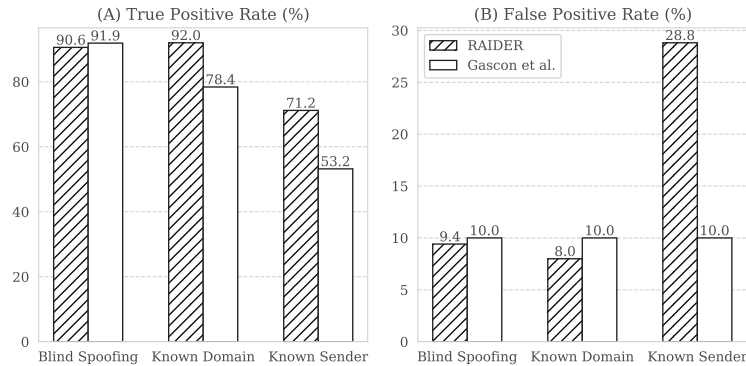 (A) True Positive Rate (%)
90.6
91.9
92.0
78.4
71.2
53.2
80
60
40
20
0
Blind Spoofing
Known Domain
Known Sender
(B) False Positive Rate (%)
RAIDER
Gascon et al.
9.4
10.0
8.0
10.0
28.8
10.0
30
25
20
15
10
5
0
Blind Spoofing
Known Domain
Known Sender